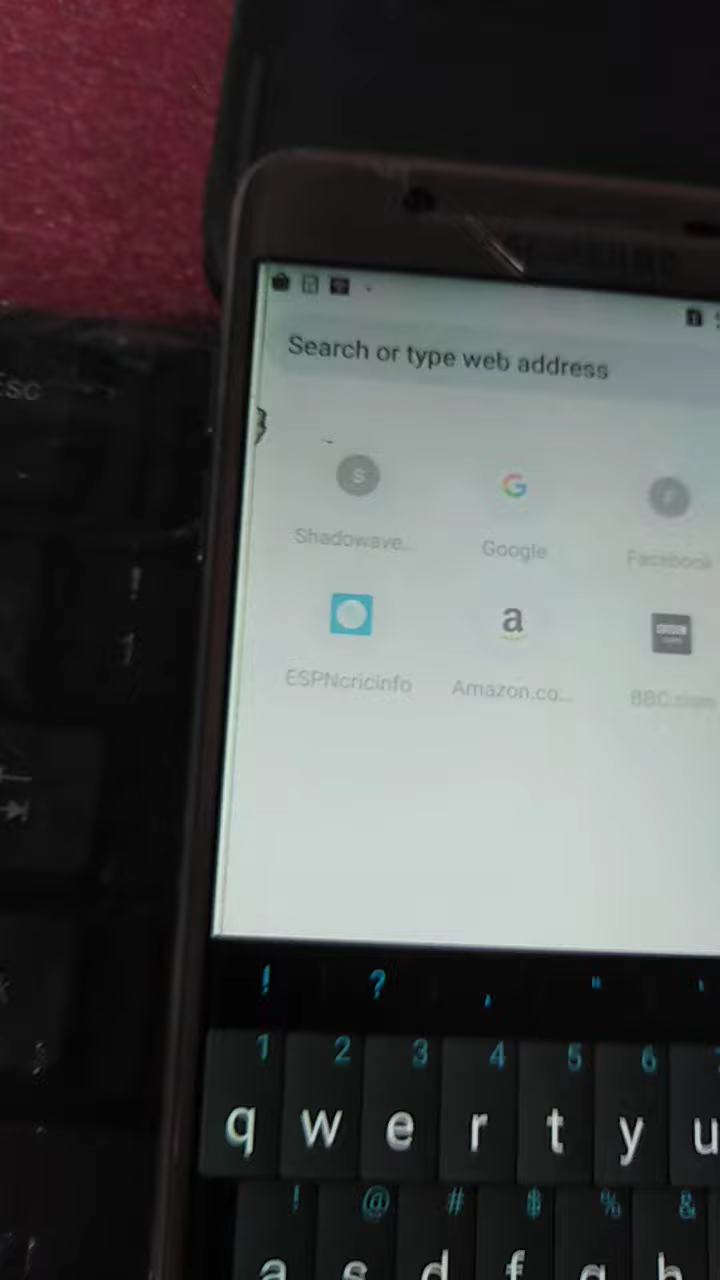 Search or type web address
S
Shadowave...
Google
Facebook
ESPNcricinfo
a
Amazon.co...
BBC.com
! ? , " '
1 2 3 4 5 6
q w e r t y u
! @ # $ % &
a s d f g h
Esc
!
1